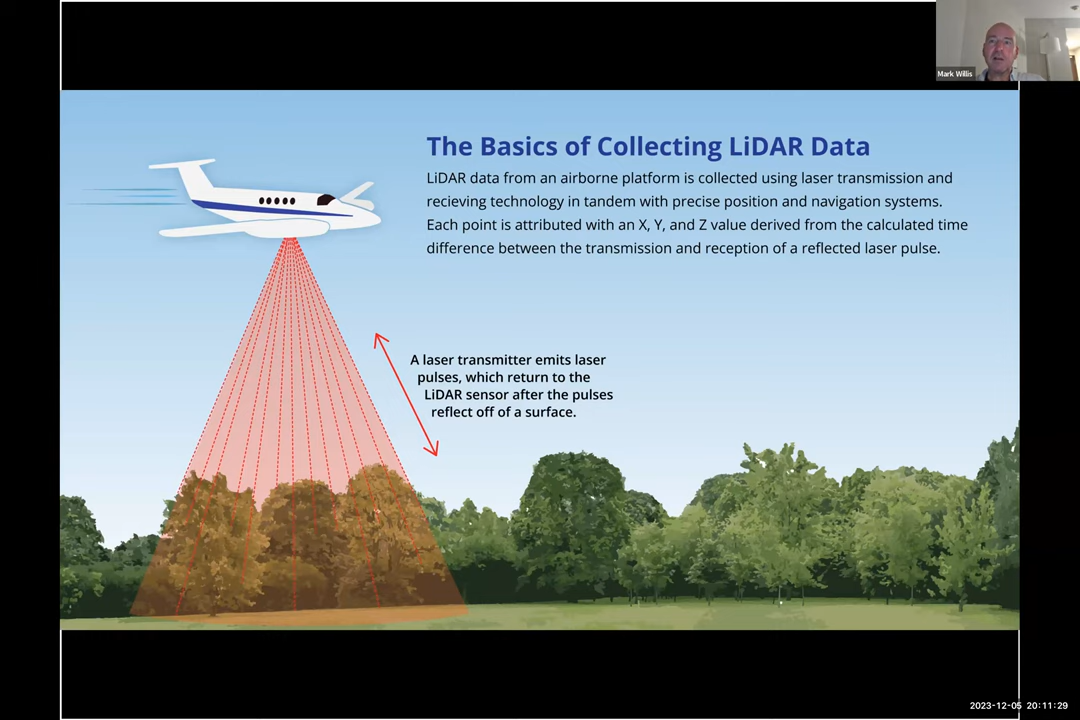 Mark Willis
The Basics of Collecting LiDAR Data
LiDAR data from an airborne platform is collected using laser transmission and
recieving technology in tandem with precise position and navigation systems.
Each point is attributed with an X, Y, and Z value derived from the calculated time
difference between the transmission and reception of a reflected laser pulse.
A laser transmitter emits laser
pulses, which return to the
LiDAR sensor after the pulses
reflect off of a surface.
2023-12-05 20:11:29